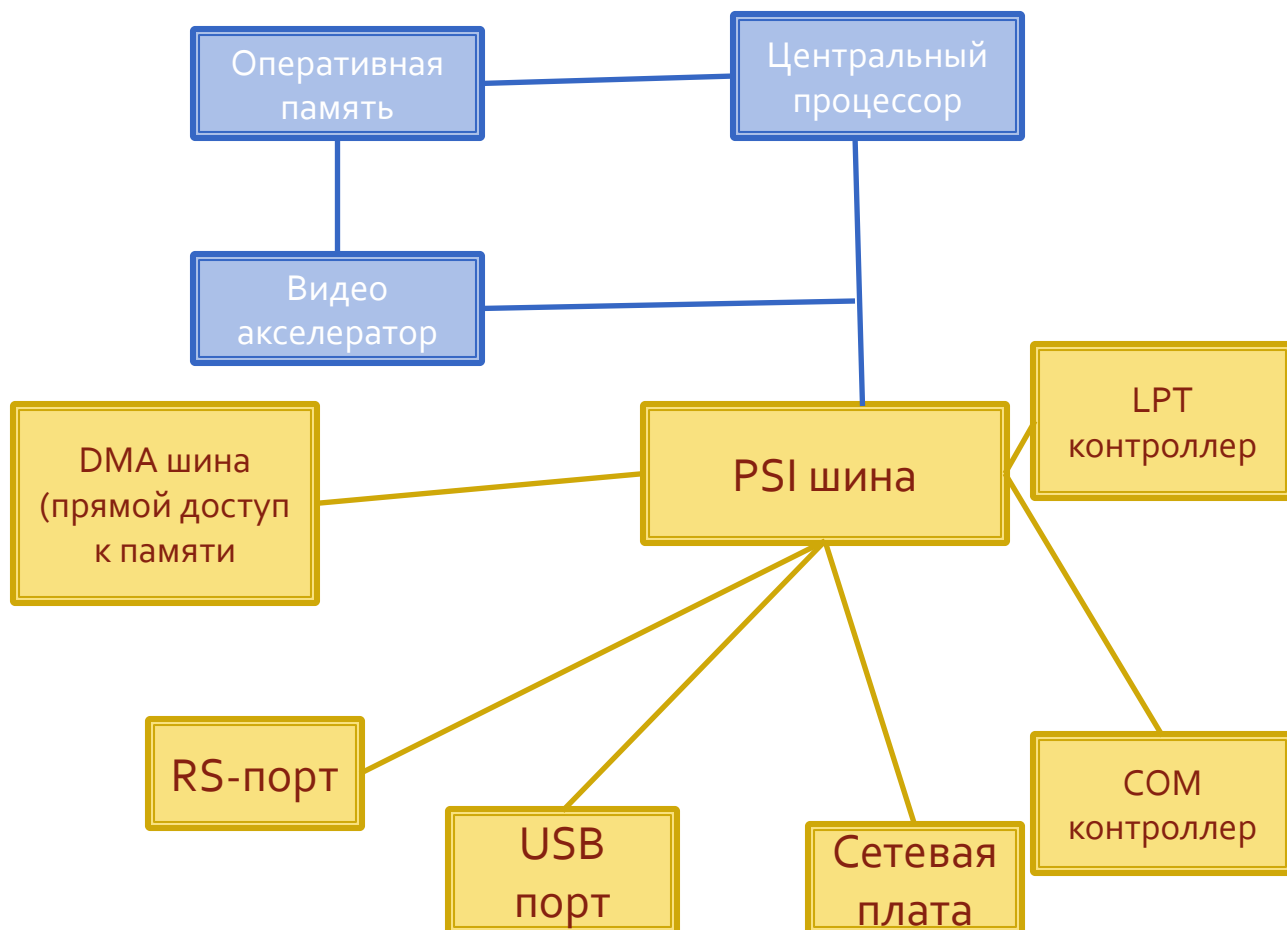 Оперативная
память
Центральный
процессор
Видео
акселератор
LPT
контроллер
DMA шина
(прямой доступ
к памяти
PSI шина
RS-порт
USB
порт
Сетевая
плата
COM
контроллер